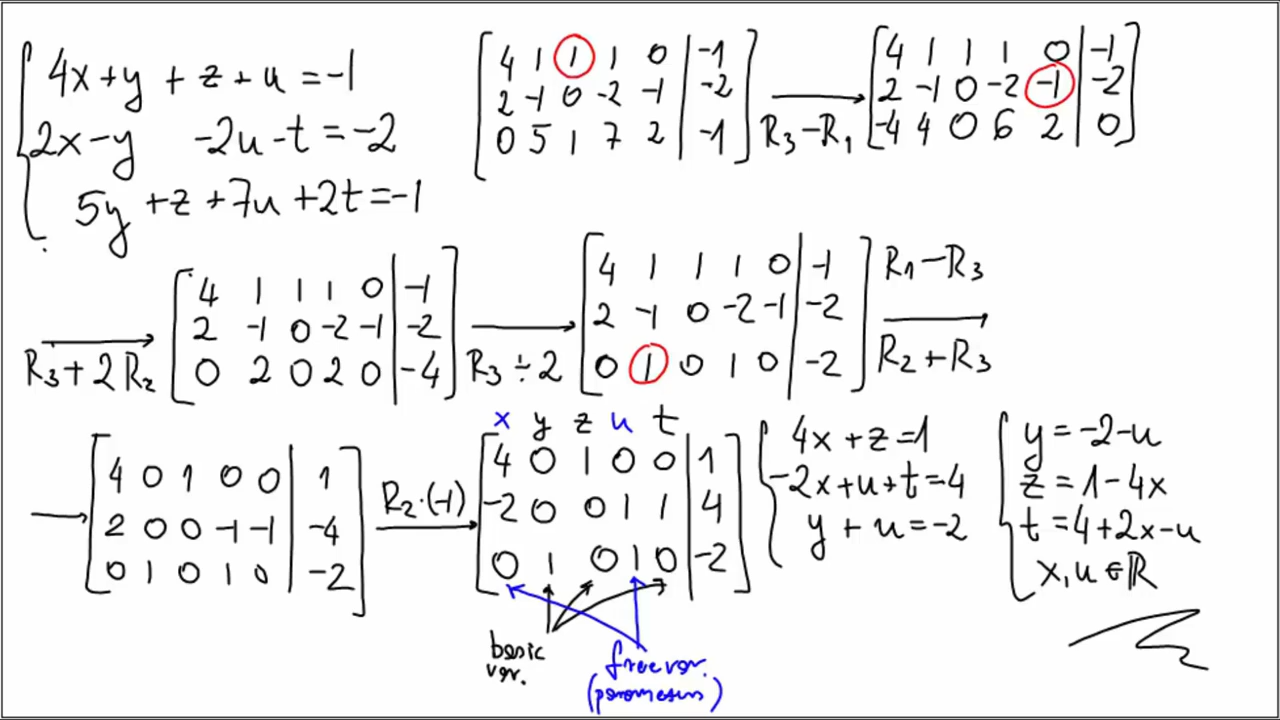 4x+y+z+u=-1
2x-y -2u-t=-2
5y+z+7u+2t=-1
4 1 1 1 0 | -1
2 -1 0 -2 -1 | -2
0 5 1 7 2 | -1
R₃-R₁
4 1 1 1 0 | -1
2 -1 0 -2 -1 | -2
-4 4 0 6 2 | 0
R₃+2R₂
4 1 1 1 0 | -1
2 -1 0 -2 -1 | -2
0 2 0 2 0 | -4
R₃÷2
4 1 1 1 0 | -1
2 -1 0 -2 -1 | -2
0 1 0 1 0 | -2
R₁-R₃
R₂+R₃
4 0 1 0 0 | 1
2 0 0 -1 -1 | -4
0 1 0 1 0 | -2
R₂·(-1)
x y z u t
4 0 1 0 0 | 1
-2 0 0 1 1 | 4
0 1 0 1 0 | -2
basic
var.
free var.
(parameters)
4x+z=1
-2x+u+t=4
y+u=-2
y=-2-u
z=1-4x
t=4+2x-u
x,u∈ℝ